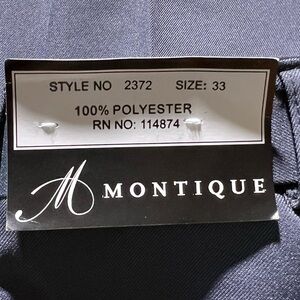 STYLE NO 2372 SIZE: 33
100% POLYESTER
RN NO: 114874
M MONTIQUE